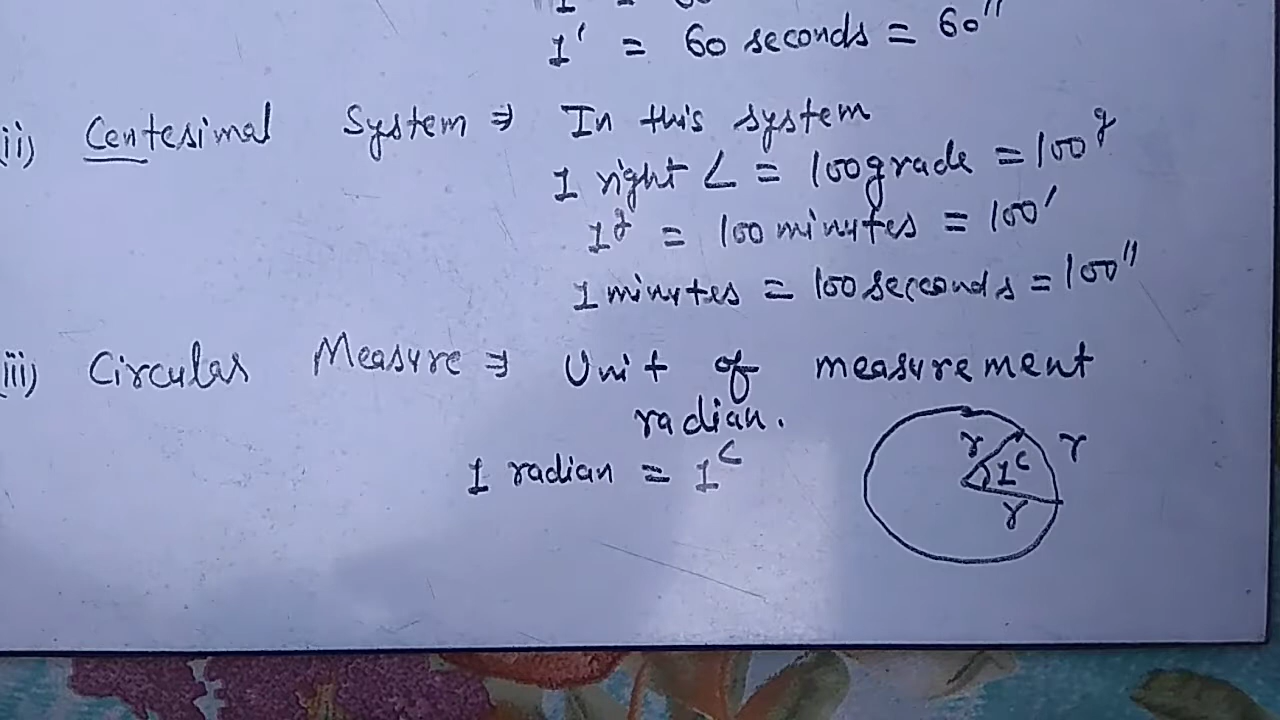 1' = 60 seconds = 60"
(ii) Centesimal System ⇒ In this system
1 right ∠ = 100 grade = 100^g
1^g = 100 minutes = 100'
1 minutes = 100 seconds = 100"
(iii) Circular Measure ⇒ Unit of measurement
radian.
1 radian = 1^c
r 1^c r
r